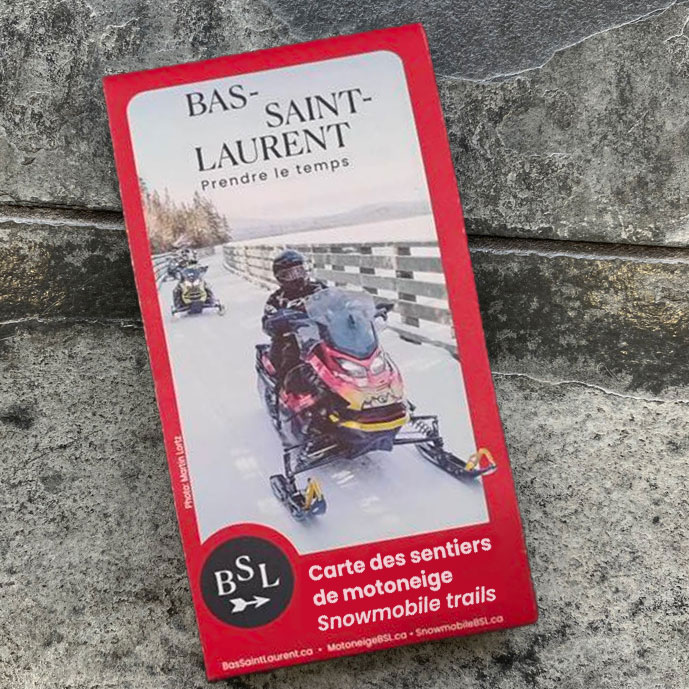 BAS-
SAINT-
LAURENT
Prendre le temps
Photo: Martin Lortz
BSL
Carte des sentiers
de motoneige
Snowmobile trails
BasSaintLaurent.ca • MotoneigeBSL.ca • SnowmobileBSL.ca